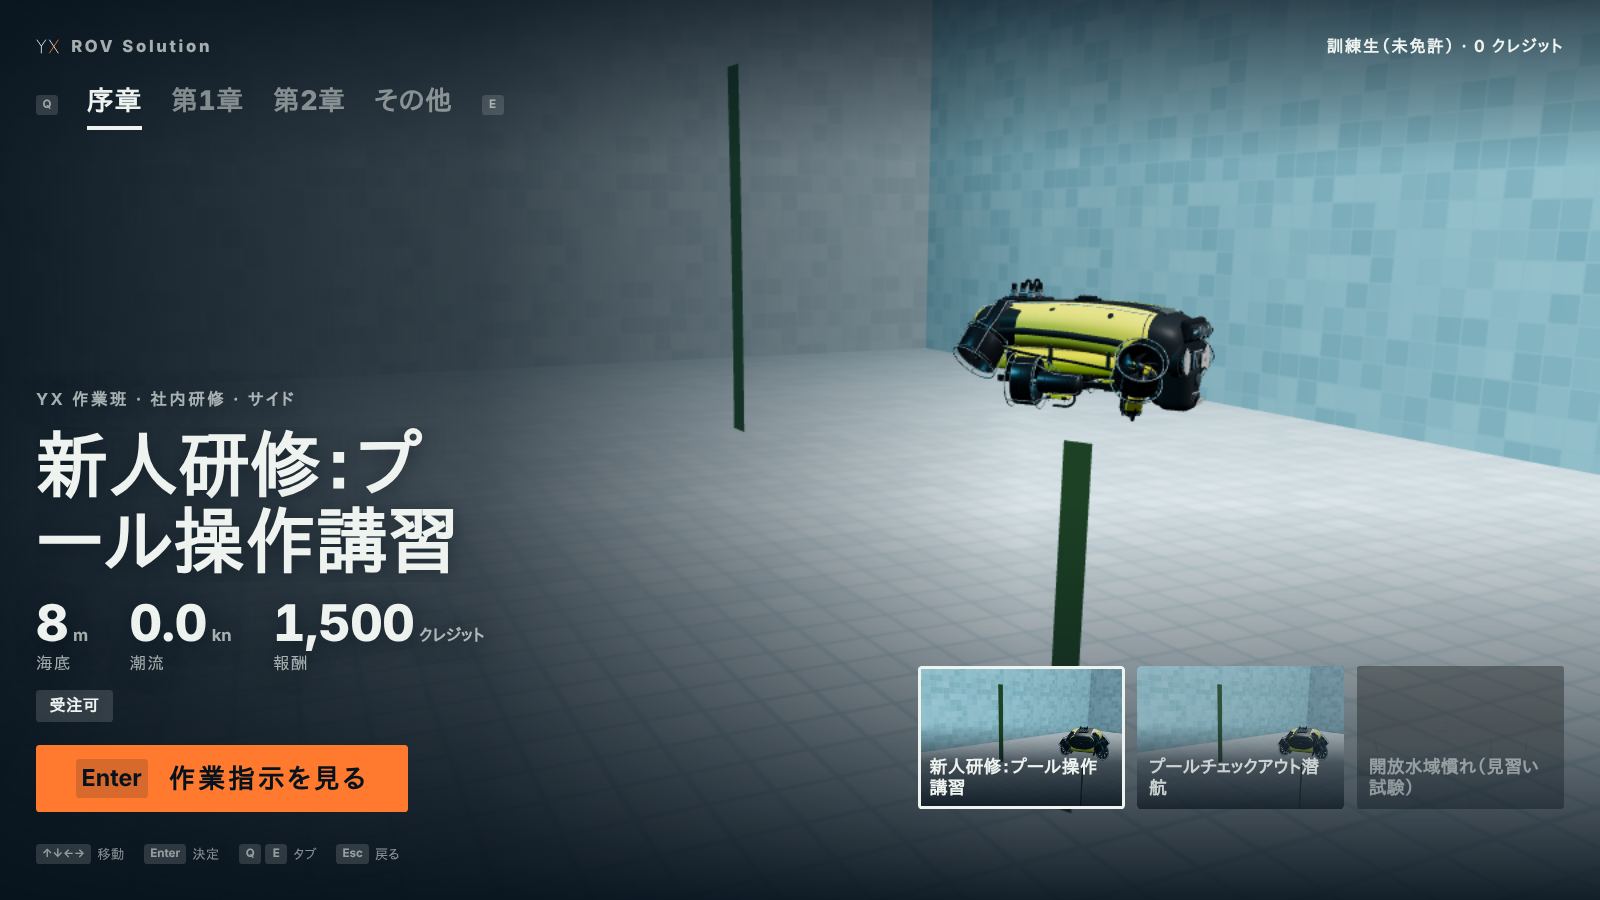 YX ROV Solution
訓練生（未免許）・0 クレジット
Q 序章 第1章 第2章 その他 E
YX 作業班・社内研修・サイド
新人研修：プ
ール操作講習
8 m 0.0 kn 1,500 クレジット
海底 潮流 報酬
受注可
Enter 作業指示を見る
新人研修：プール操作
講習
プールチェックアウト潜
航
開放水域慣れ（見習い
試験）
↑↓←→ 移動 Enter 決定 Q E タブ Esc 戻る